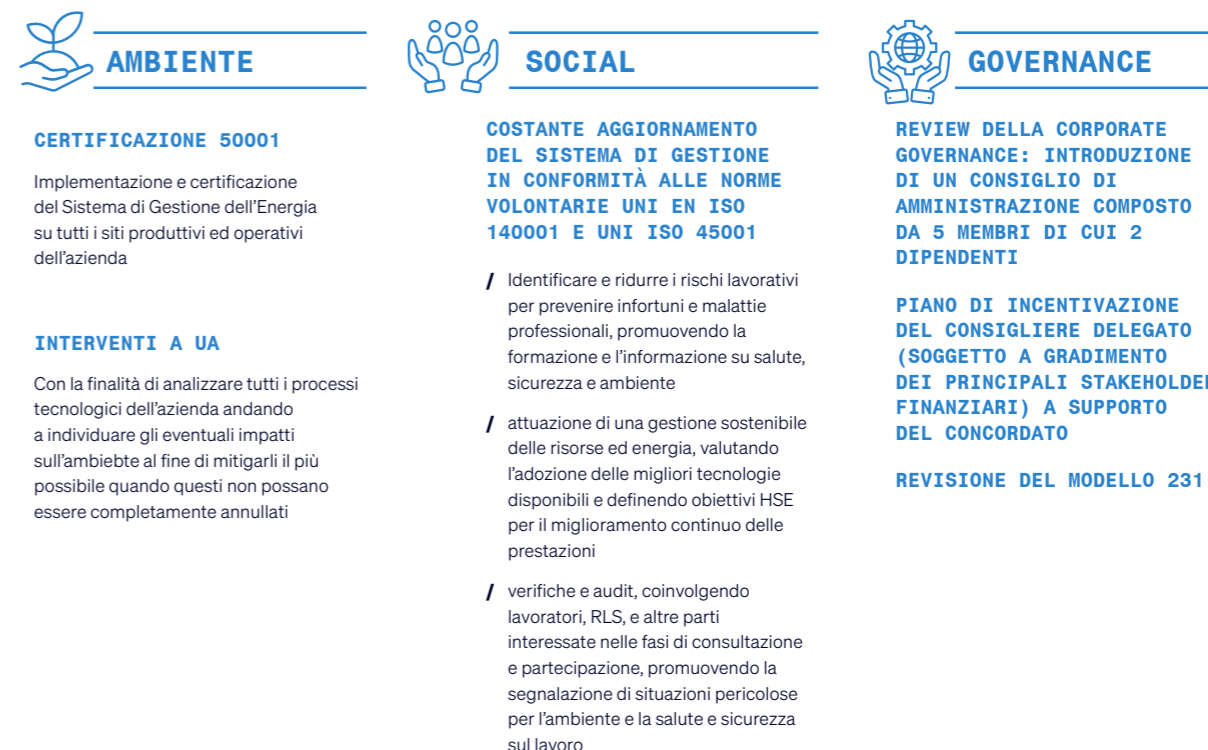 AMBIENTE
CERTIFICAZIONE 50001
Implementazione e certificazione
del Sistema di Gestione dell'Energia
su tutti i siti produttivi ed operativi
dell'azienda
INTERVENTI A UA
Con la finalità di analizzare tutti i processi
tecnologici dell'azienda andando
a individuare gli eventuali impatti
sull'ambiebte al fine di mitigarli il più
possibile quando questi non possano
essere completamente annullati
SOCIAL
COSTANTE AGGIORNAMENTO
DEL SISTEMA DI GESTIONE
IN CONFORMITÀ ALLE NORME
VOLONTARIE UNI EN ISO
140001 E UNI ISO 45001
/ Identificare e ridurre i rischi lavorativi
per prevenire infortuni e malattie
professionali, promuovendo la
formazione e l'informazione su salute,
sicurezza e ambiente
/ attuazione di una gestione sostenibile
delle risorse ed energia, valutando
l'adozione delle migliori tecnologie
disponibili e definendo obiettivi HSE
per il miglioramento continuo delle
prestazioni
/ verifiche e audit, coinvolgendo
lavoratori, RLS, e altre parti
interessate nelle fasi di consultazione
e partecipazione, promuovendo la
segnalazione di situazioni pericolose
per l'ambiente e la salute e sicurezza
sul lavoro
GOVERNANCE
REVIEW DELLA CORPORATE
GOVERNANCE: INTRODUZIONE
DI UN CONSIGLIO DI
AMMINISTRAZIONE COMPOSTO
DA 5 MEMBRI DI CUI 2
DIPENDENTI
PIANO DI INCENTIVAZIONE
DEL CONSIGLIERE DELEGATO
(SOGGETTO A GRADIMENTO
DEI PRINCIPALI STAKEHOLDER
FINANZIARI) A SUPPORTO
DEL CONCORDATO
REVISIONE DEL MODELLO 231